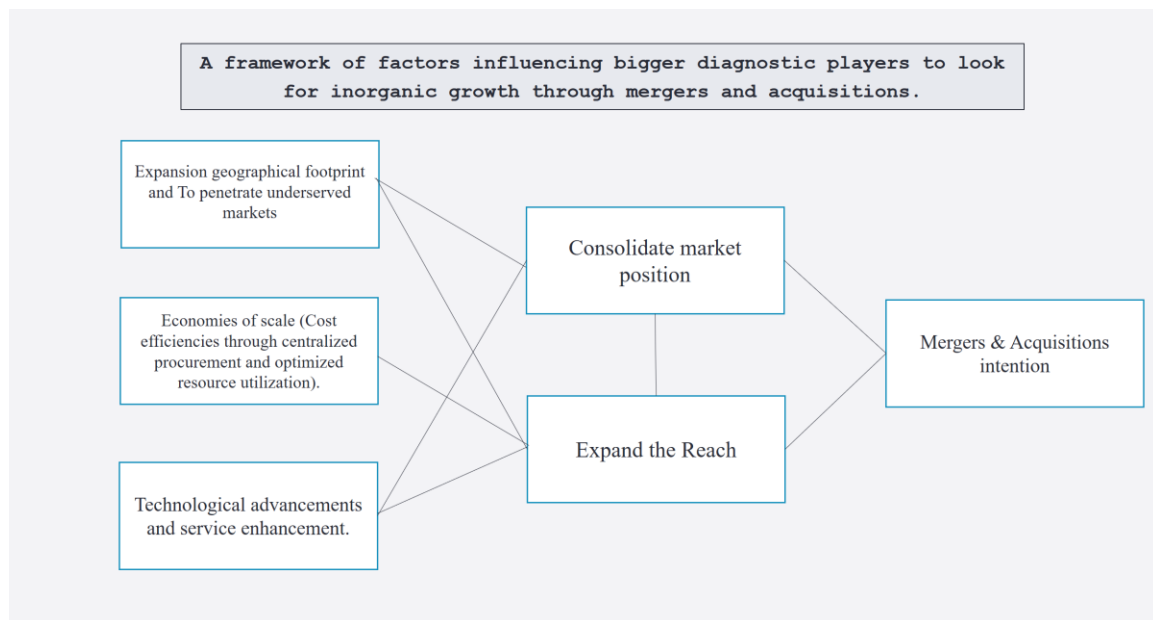 A framework of factors influencing bigger diagnostic players to look
for inorganic growth through mergers and acquisitions.
Expansion geographical footprint
and To penetrate underserved
markets
Economies of scale (Cost
efficiencies through centralized
procurement and optimized
resource utilization).
Technological advancements
and service enhancement.
Consolidate market
position
Expand the Reach
Mergers & Acquisitions
intention